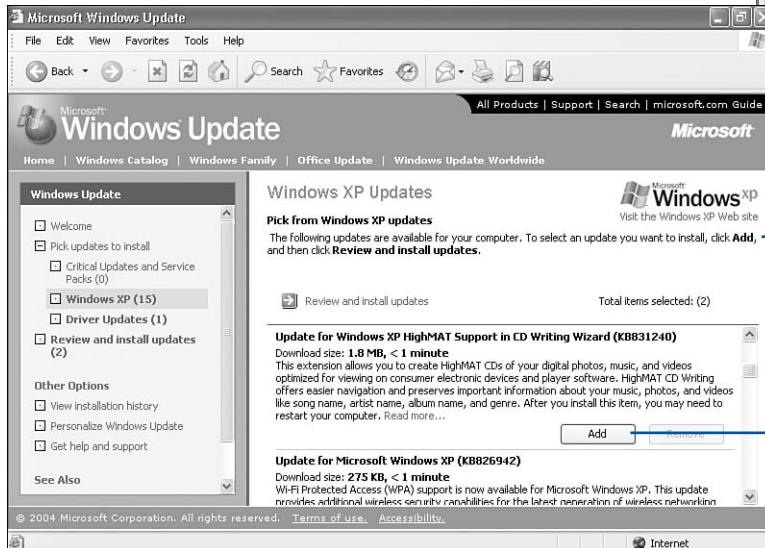 Microsoft Windows Update
File Edit View Favorites Tools Help
Back Search Favorites
All Products | Support | Search | microsoft.com Guide
Microsoft
Windows Update
Microsoft
Home | Windows Catalog | Windows Family | Office Update | Windows Update Worldwide
Windows Update
Welcome
Pick updates to install
Critical Updates and Service
Packs (0)
Windows XP (15)
Driver Updates (1)
Review and install updates
(2)
Other Options
View installation history
Personalize Windows Update
Get help and support
See Also
Windows XP Updates
Microsoft
Windows xp
Visit the Windows XP Web site
Pick from Windows XP updates
The following updates are available for your computer. To select an update you want to install, click Add,
and then click Review and install updates.
Review and install updates Total items selected: (2)
Update for Windows XP HighMAT Support in CD Writing Wizard (KB831240)
Download size: 1.8 MB, < 1 minute
This extension allows you to create HighMAT CDs of your digital photos, music, and videos
optimized for viewing on consumer electronic devices and player software. HighMAT CD Writing
offers easier navigation and preserves important information about your music, photos, and videos
like song name, artist name, album name, and genre. After you install this item, you may need to
restart your computer. Read more...
Add Remove
Update for Microsoft Windows XP (KB826942)
Download size: 275 KB, < 1 minute
Wi-Fi Protected Access (WPA) support is now available for Microsoft Windows XP. This update
provides additional wireless security capabilities for the latest generation of wireless networking
© 2004 Microsoft Corporation. All rights reserved. Terms of use. Accessibility.
Internet